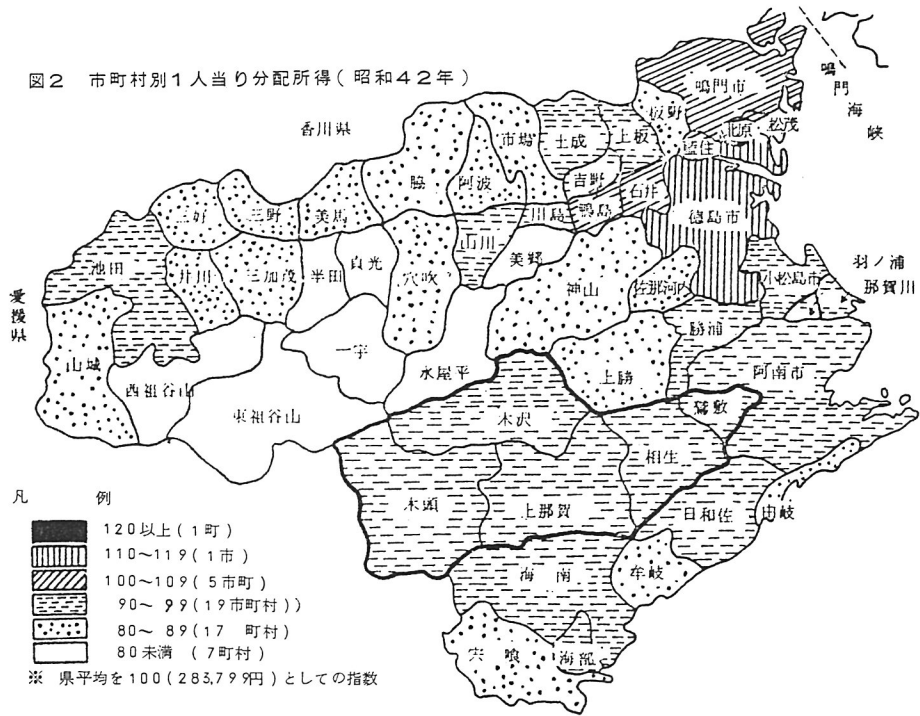 図2 市町村別1人当り分配所得(昭和42年)
鳴門海峡
香川県
愛媛県
鳴門市
松茂
北原
藍住
板野
上板
土成
市場
阿波
脇
美馬
三野
三好
池田
井川
三加茂
半田
貞光
穴吹
山川
川島
鴨島
吉野
石井
徳島市
美郷
神山
佐那河内
小松島市
羽ノ浦
那賀川
勝浦
上勝
阿南市
山城
西祖谷山
東祖谷山
一宇
水屋平
木沢
鷲敷
相生
木頭
上那賀
日和佐
由岐
牟岐
海南
海部
宍喰
凡例
120以上(1町)
110~119(1市)
100~109(5市町)
90~99(19市町村))
80~89(17 町村)
80未満(7町村)
※ 県平均を100(283,799円)としての指数